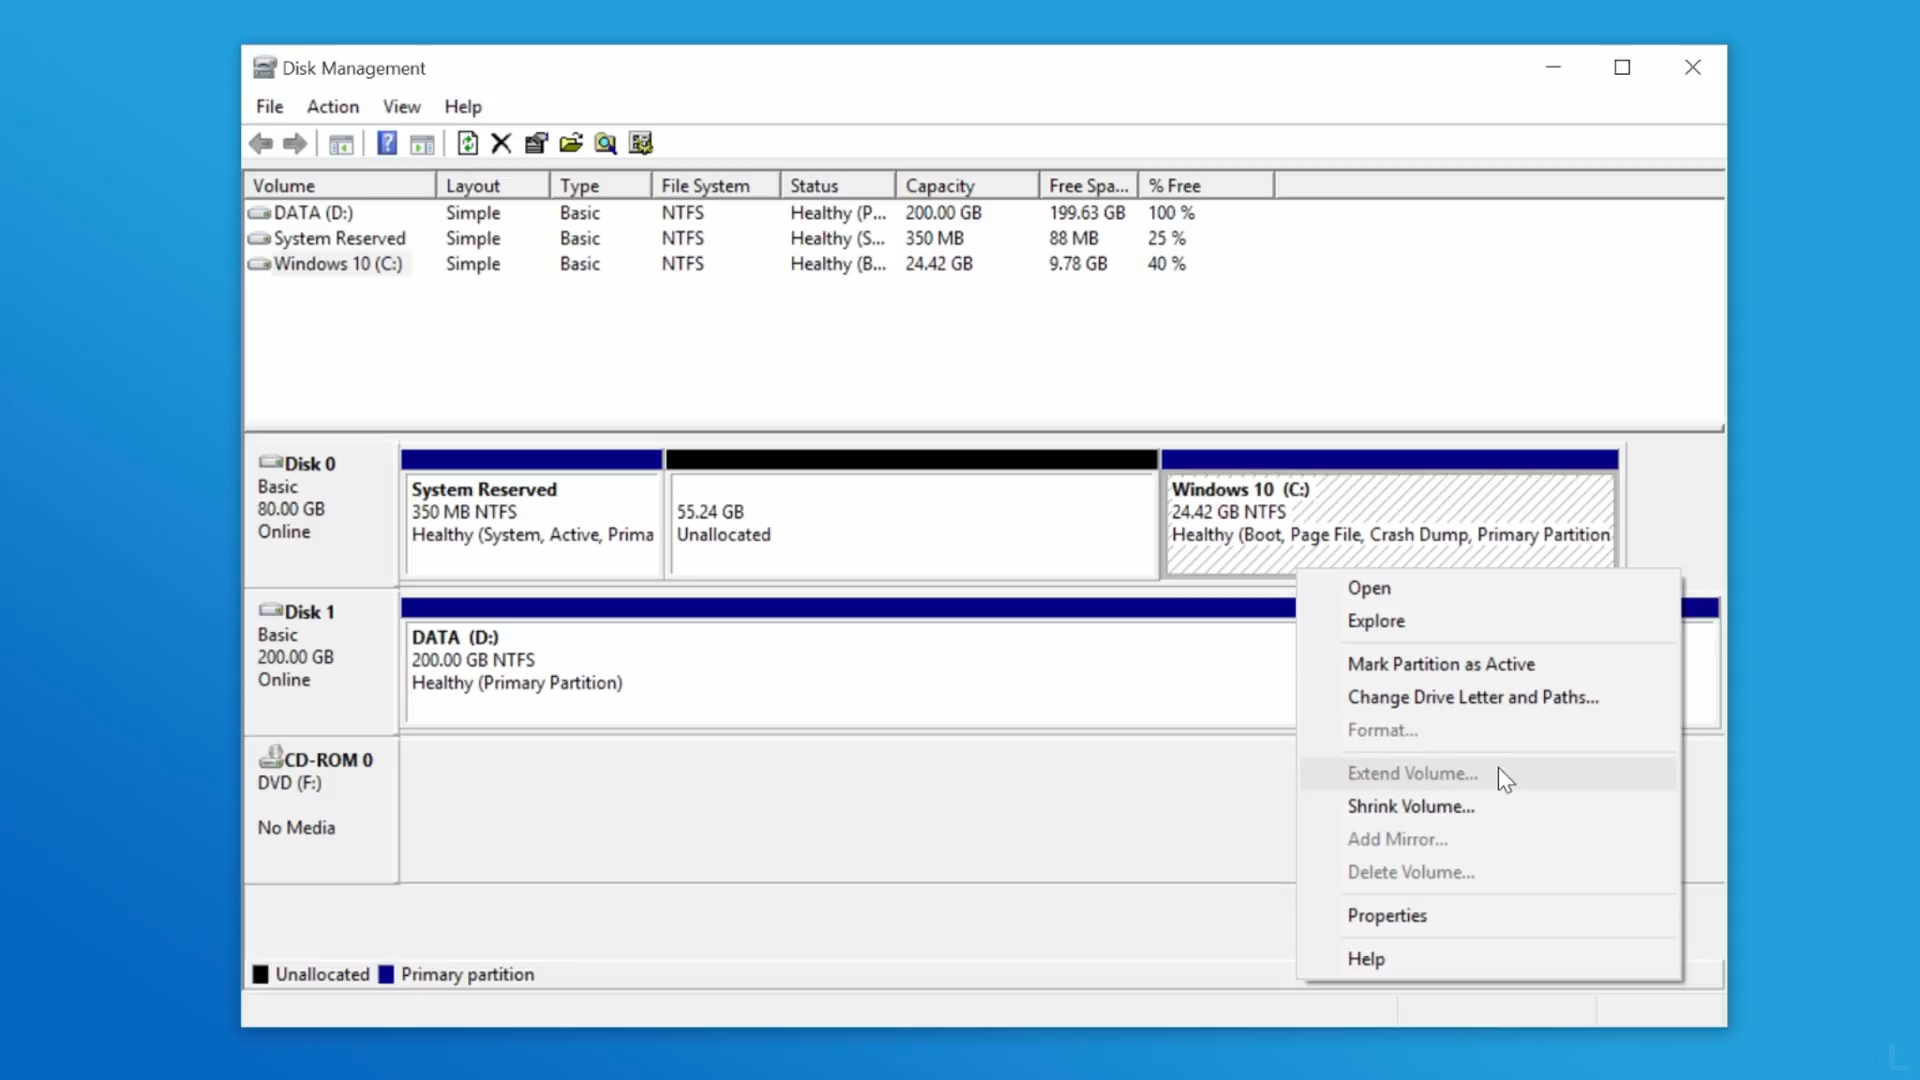 Disk Management
File Action View Help
Volume Layout Type File System Status Capacity Free Spa... % Free
DATA (D:) Simple Basic NTFS Healthy (P... 200.00 GB 199.63 GB 100 %
System Reserved Simple Basic NTFS Healthy (S... 350 MB 88 MB 25 %
Windows 10 (C:) Simple Basic NTFS Healthy (B... 24.42 GB 9.78 GB 40 %
Disk 0
Basic
80.00 GB
Online
System Reserved
350 MB NTFS
Healthy (System, Active, Prima
55.24 GB
Unallocated
Windows 10 (C:)
24.42 GB NTFS
Healthy (Boot, Page File, Crash Dump, Primary Partition
Disk 1
Basic
200.00 GB
Online
DATA (D:)
200.00 GB NTFS
Healthy (Primary Partition)
CD-ROM 0
DVD (F:)
No Media
Open
Explore
Mark Partition as Active
Change Drive Letter and Paths...
Format...
Extend Volume...
Shrink Volume...
Add Mirror...
Delete Volume...
Properties
Help
Unallocated Primary partition
L